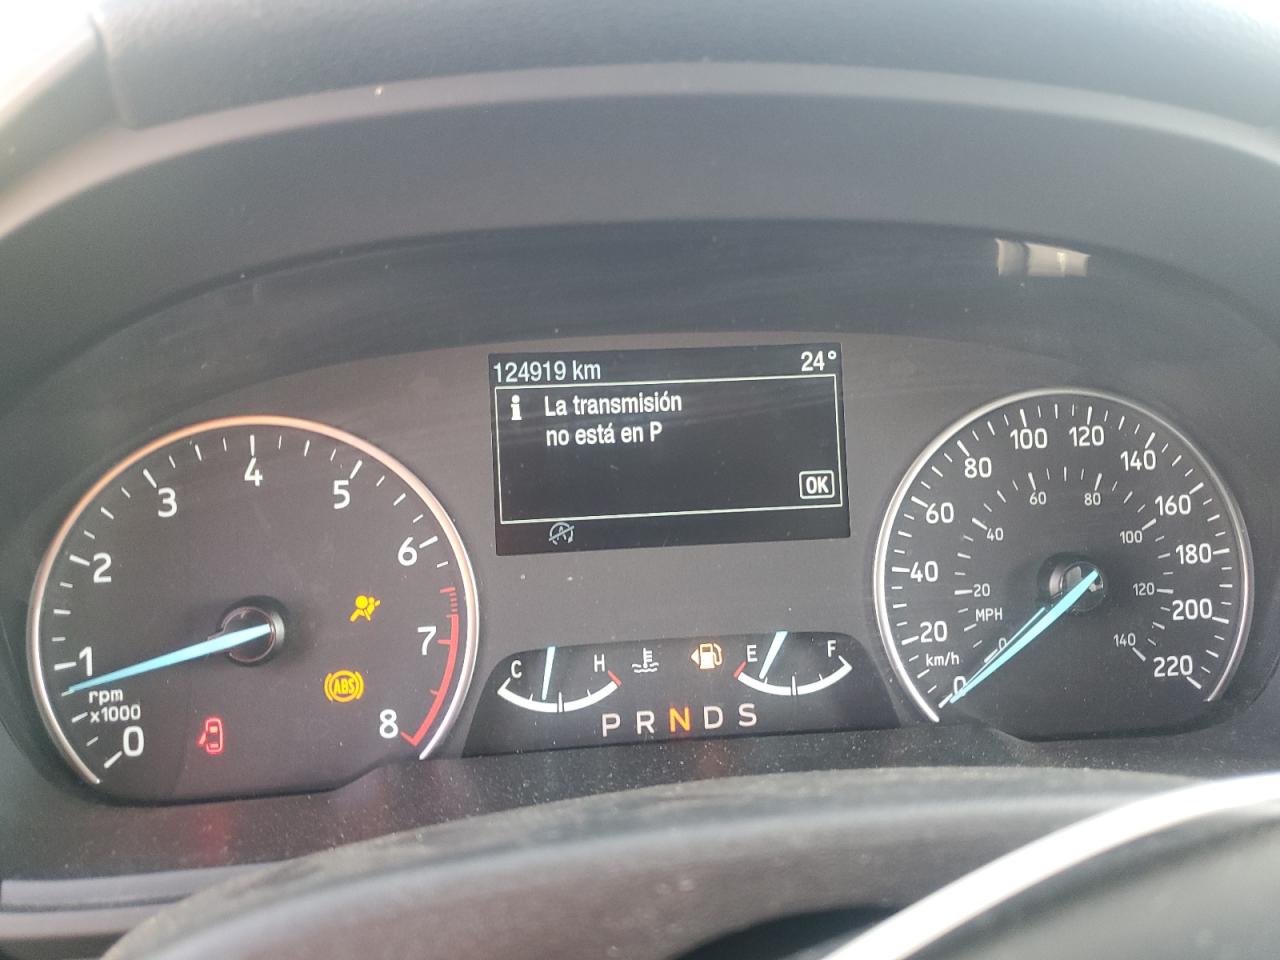 124919 km 24°
i La transmisión
no está en P
OK
A
0 1 2 3 4 5 6 7 8
rpm
x1000
ABS
C H
E F
P R N D S
0 20 40 60 80 100 120 140 160 180 200 220
km/h
0 20 40 60 80 100 120 140
MPH